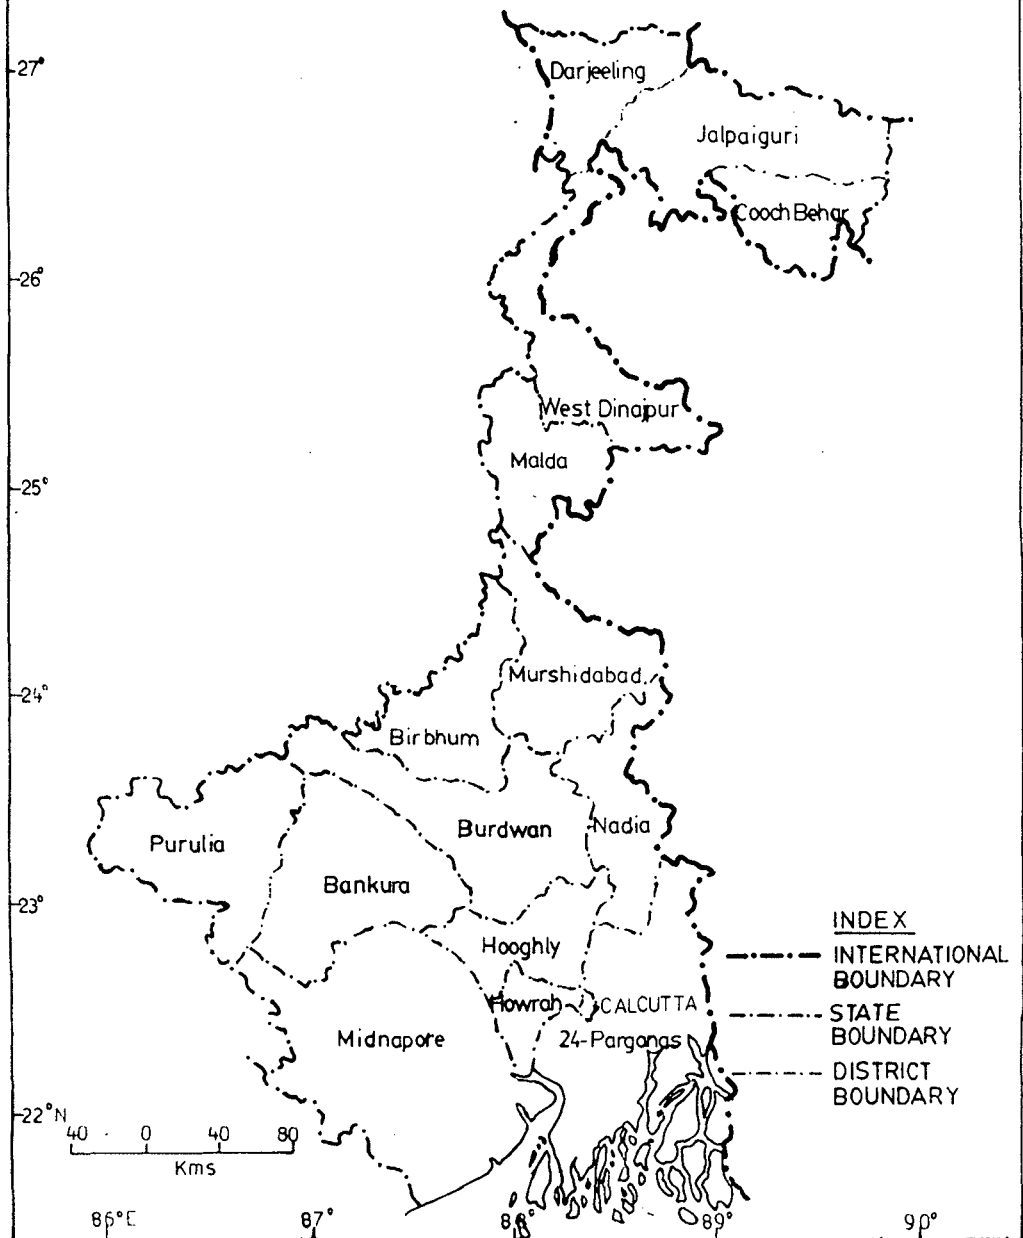 27°
Darjeeling
Jalpaiguri
Cooch Behar
26°
West Dinajpur
Malda
25°
Murshidabad
24°
Birbhum
Burdwan
Nadia
Purulia
Bankura
23°
INDEX
INTERNATIONAL
BOUNDARY
Hooghly
Howrah
CALCUTTA
STATE
BOUNDARY
Midnapore
24-Parganas
DISTRICT
BOUNDARY
22°N
40 0 40 80
Kms
86°E 87° 88° 89° 90°